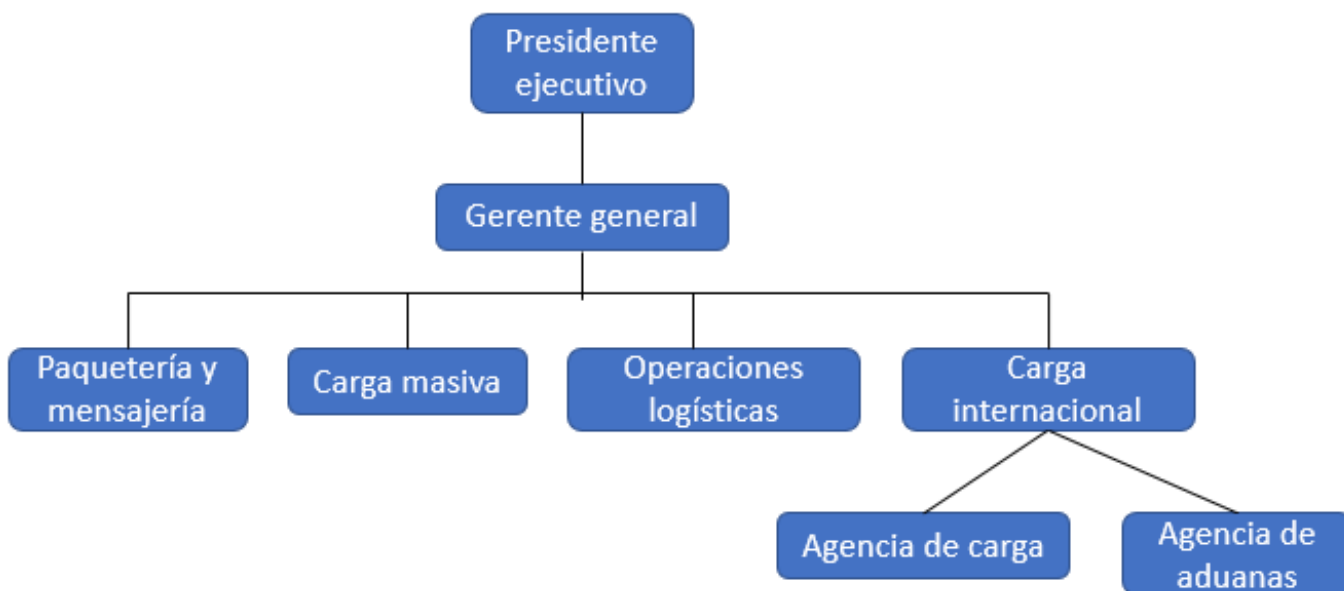 Presidente
ejecutivo
Gerente general
Paquetería y
mensajería
Carga masiva
Operaciones
logísticas
Carga
internacional
Agencia de carga
Agencia de
aduanas